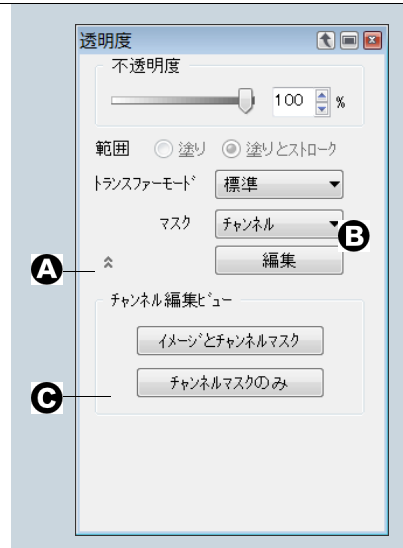 透明度
不透明度
100 %
範囲 塗り 塗りとストローク
トランスファーモード 標準
マスク チャンネル
B
A
編集
チャンネル編集ビュー
イメージとチャンネルマスク
チャンネルマスクのみ
C